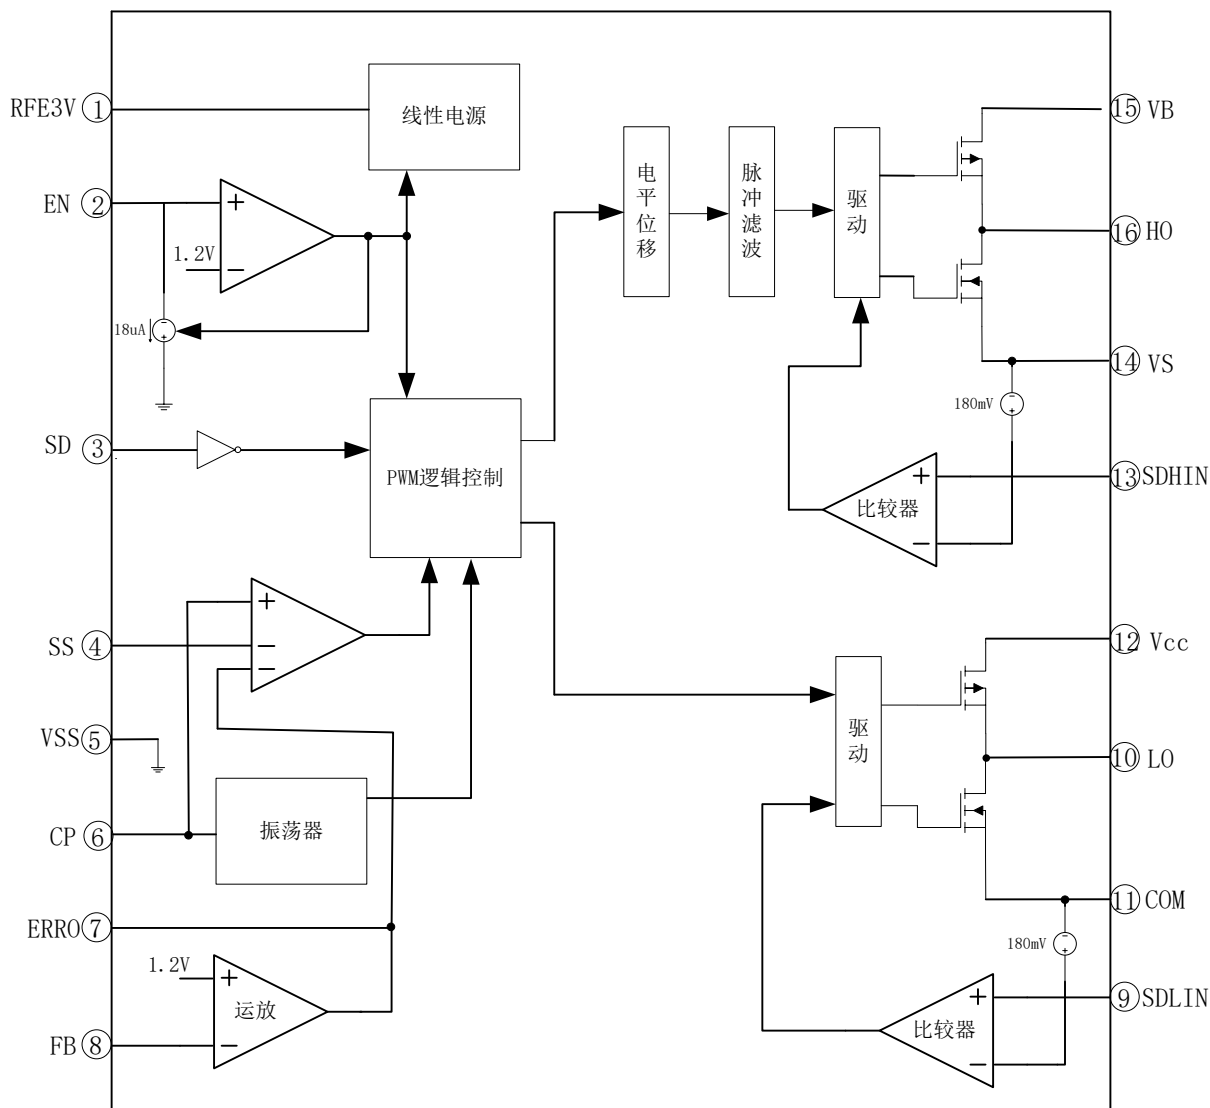 RFE3V ①
线性电源
EN ②
+
1.2V
−
18uA
−
+
SD ③
PWM逻辑控制
SS ④
+
−
−
VSS ⑤
CP ⑥
振荡器
ERRO ⑦
1.2V
+
运放
−
FB ⑧
电平位移
脉冲滤波
驱动
⑮ VB
⑯ HO
⑭ VS
180mV
−
+
⑬ SDHIN
+
比较器
−
⑫ Vcc
驱动
⑩ LO
⑪ COM
180mV
−
+
⑨ SDLIN
+
比较器
−